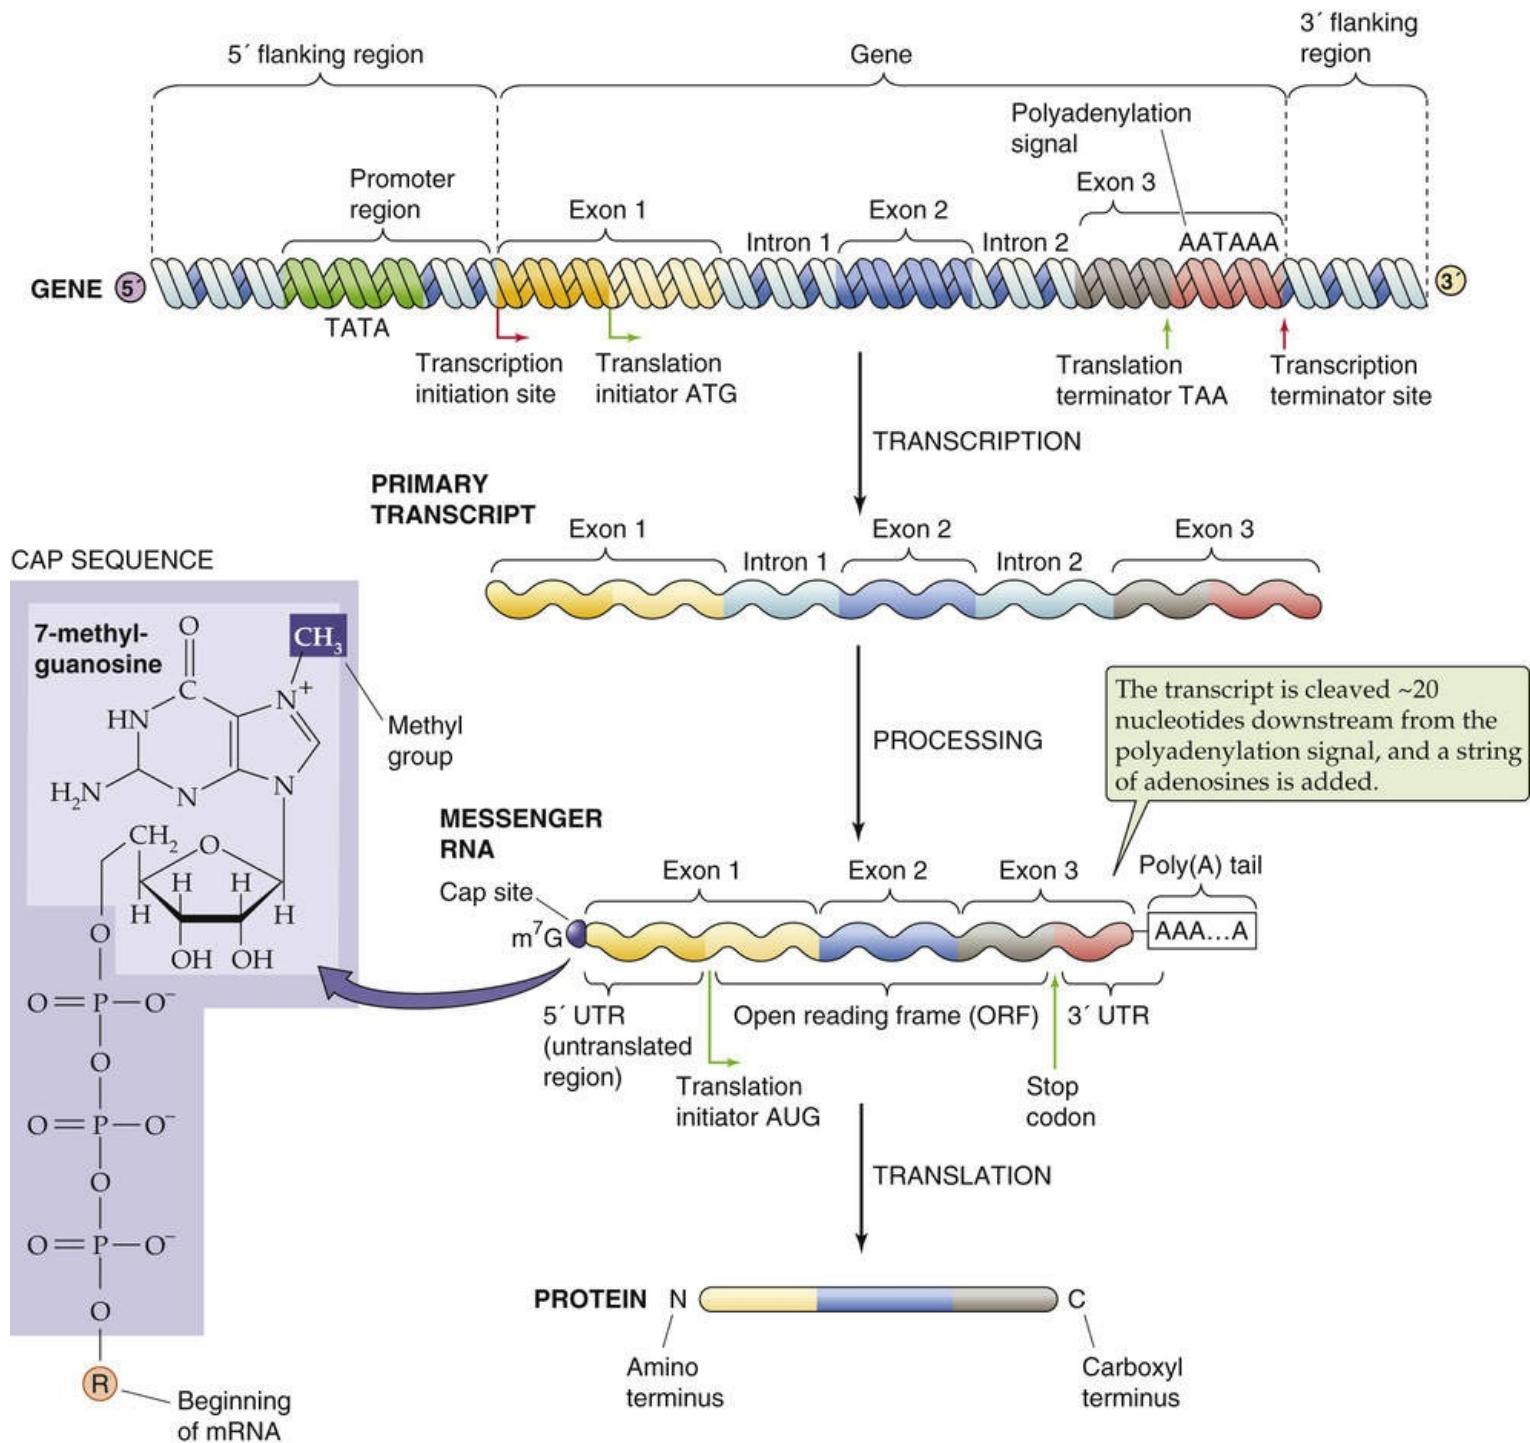 5´ flanking region
Gene
3´ flanking
region
Polyadenylation
signal
Promoter
region
Exon 1
Intron 1
Exon 2
Intron 2
Exon 3
AATAAA
GENE 5´
3´
TATA
Transcription
initiation site
Translation
initiator ATG
Translation
terminator TAA
Transcription
terminator site
TRANSCRIPTION
PRIMARY
TRANSCRIPT
Exon 1
Intron 1
Exon 2
Intron 2
Exon 3
CAP SEQUENCE
7-methyl-
guanosine
O
CH₃
C
N⁺
HN
H₂N
N
N
Methyl
group
CH₂
O
H H
H H
O
OH OH
O=P–O⁻
O
O=P–O⁻
O
O=P–O⁻
O
R
Beginning
of mRNA
PROCESSING
The transcript is cleaved ~20
nucleotides downstream from the
polyadenylation signal, and a string
of adenosines is added.
MESSENGER
RNA
Cap site
m⁷G
Exon 1
Exon 2
Exon 3
Poly(A) tail
AAA...A
5´ UTR
(untranslated
region)
Open reading frame (ORF)
3´ UTR
Translation
initiator AUG
Stop
codon
TRANSLATION
PROTEIN N
C
Amino
terminus
Carboxyl
terminus